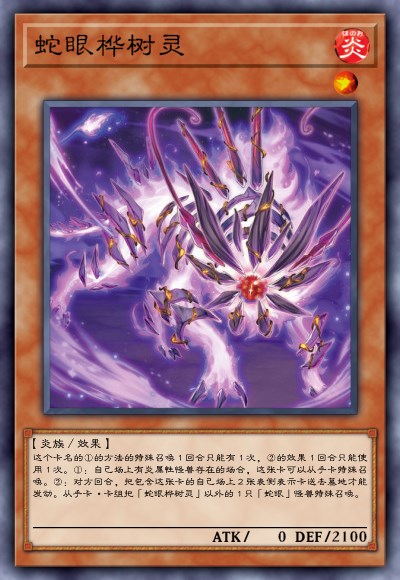 蛇眼桦树灵
ほのお
炎
【炎族／效果】
这个卡名的①的方法的特殊召唤1回合只能有1次，②的效果1回合只能使
用1次。①：自己场上有炎属性怪兽存在的场合，这张卡可以从手卡特殊召
唤。②：对方回合，把包含这张卡的自己场上2张表侧表示卡送去墓地才能
发动。从手卡·卡组把「蛇眼桦树灵」以外的1只「蛇眼」怪兽特殊召唤。
ATK/ 0 DEF/2100